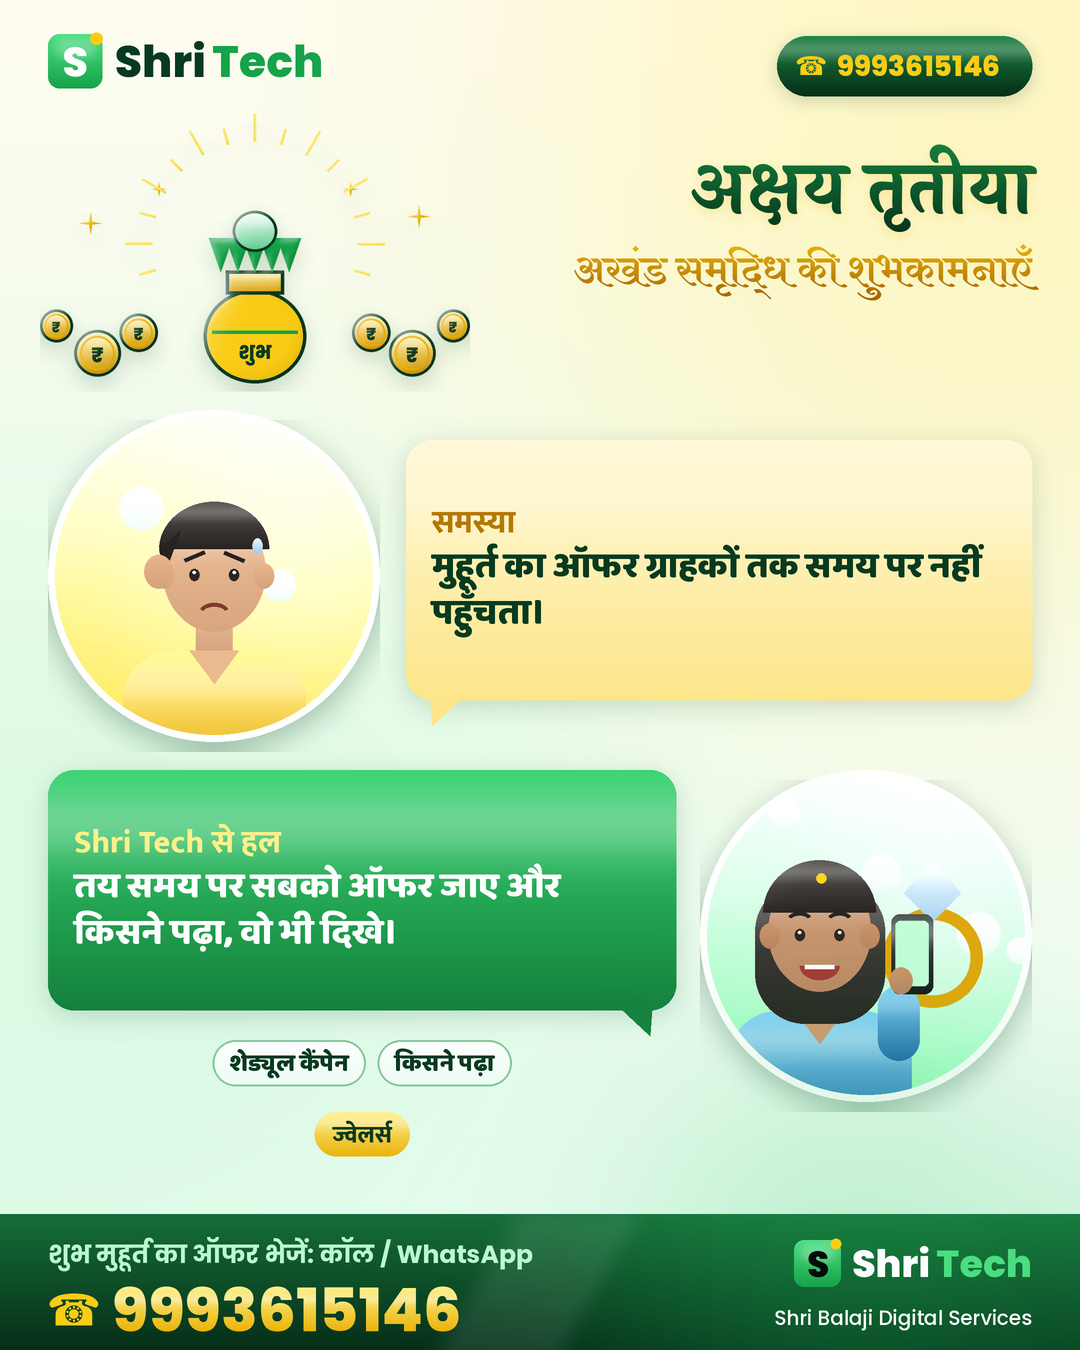 S Shri Tech
☎ 9993615146
अक्षय तृतीया
अखंड समृद्धि की शुभकामनाएँ
₹ ₹ ₹ ₹ ₹ ₹
शुभ
समस्या
मुहूर्त का ऑफर ग्राहकों तक समय पर नहीं
पहुँचता।
Shri Tech से हल
तय समय पर सबको ऑफर जाए और
किसने पढ़ा, वो भी दिखे।
शेड्यूल कैंपेन किसने पढ़ा
ज्वेलर्स
शुभ मुहूर्त का ऑफर भेजें: कॉल / WhatsApp
☎ 9993615146
S Shri Tech
Shri Balaji Digital Services